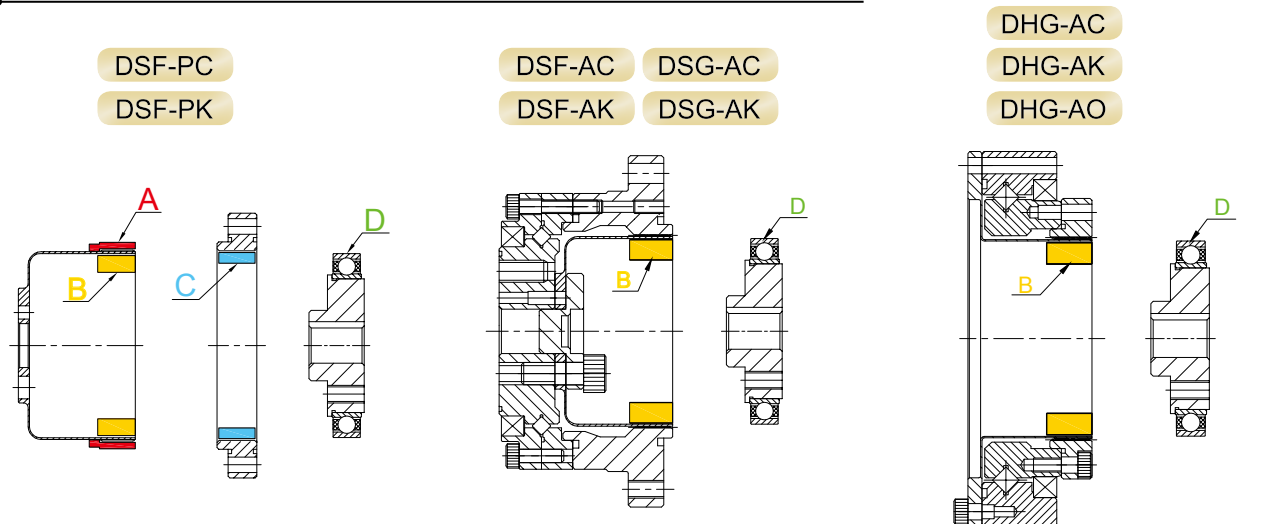 DSF-PC
DSF-PK
A
B
C
D
DSF-AC DSG-AC
DSF-AK DSG-AK
B
D
DHG-AC
DHG-AK
DHG-AO
B
D